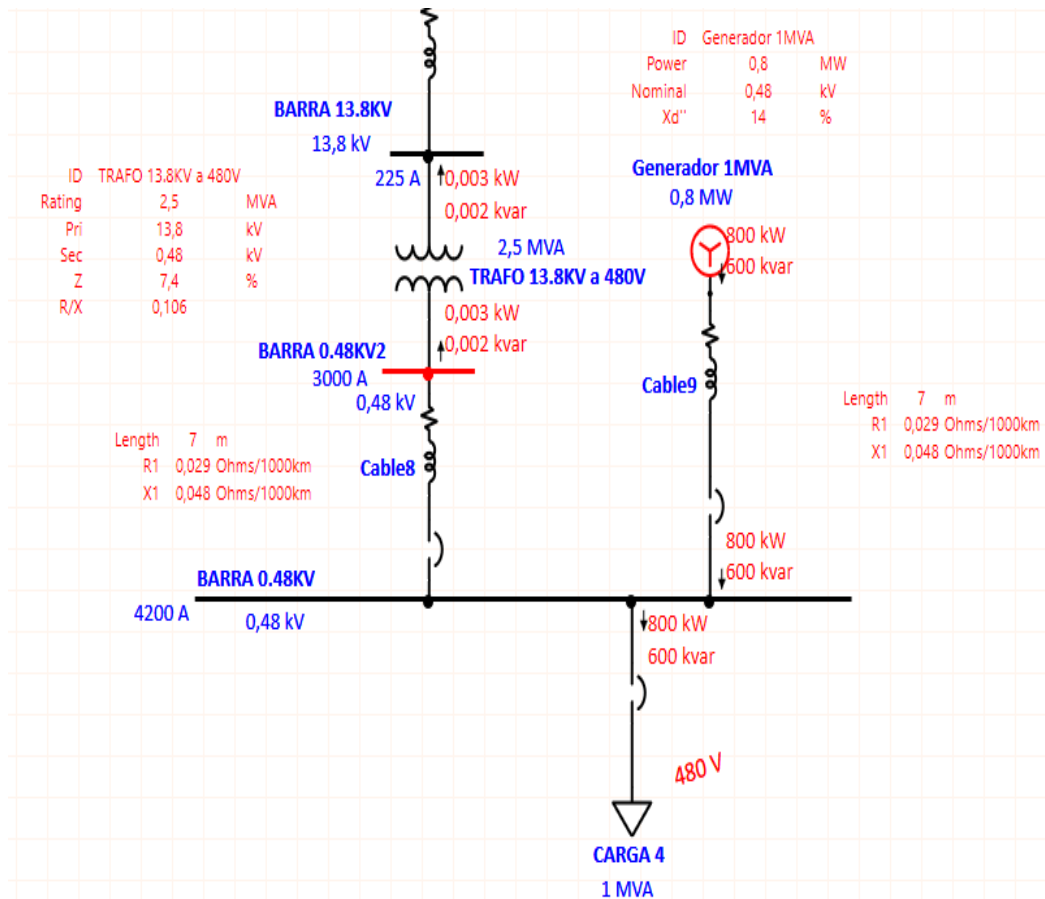 ID Generador 1MVA
Power 0,8 MW
Nominal 0,48 kV
Xd'' 14 %
BARRA 13.8KV
13,8 kV
225 A
0,003 kW
0,002 kvar
ID TRAFO 13.8KV a 480V
Rating 2,5 MVA
Pri 13,8 kV
Sec 0,48 kV
Z 7,4 %
R/X 0,106
Generador 1MVA
0,8 MW
800 kW
600 kvar
2,5 MVA
TRAFO 13.8KV a 480V
0,003 kW
0,002 kvar
BARRA 0.48KV2
3000 A
0,48 kV
Cable9
Length 7 m
R1 0,029 Ohms/1000km
X1 0,048 Ohms/1000km
Length 7 m
R1 0,029 Ohms/1000km
X1 0,048 Ohms/1000km
Cable8
800 kW
600 kvar
BARRA 0.48KV
4200 A
0,48 kV
800 kW
600 kvar
480 V
CARGA 4
1 MVA